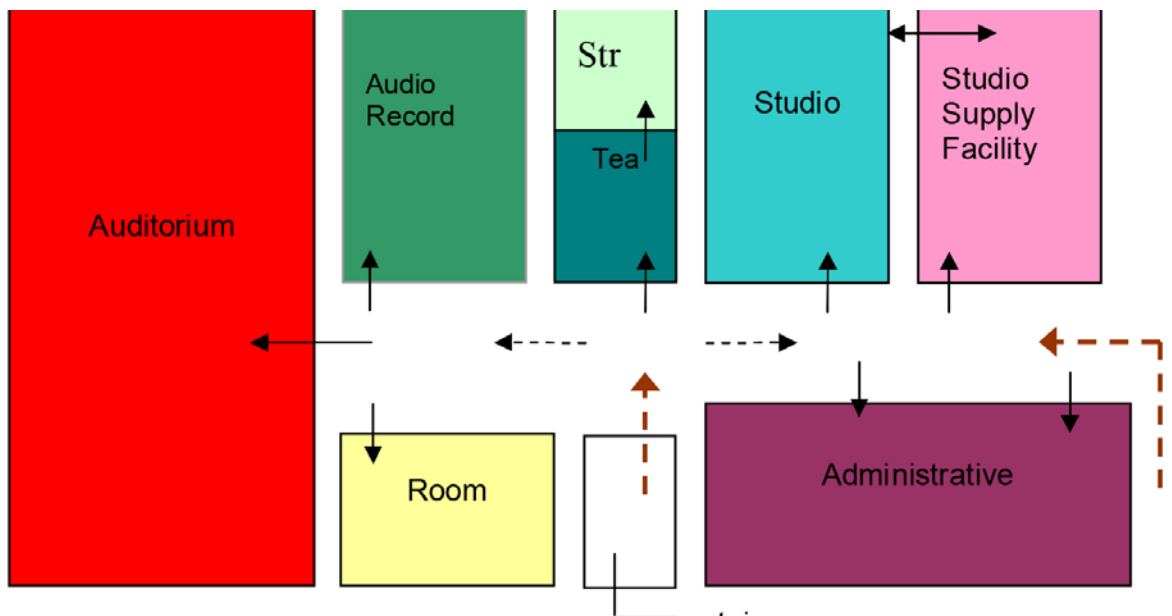 Str
Audio
Record
Tea
Studio
Studio
Supply
Facility
Auditorium
Room
Administrative